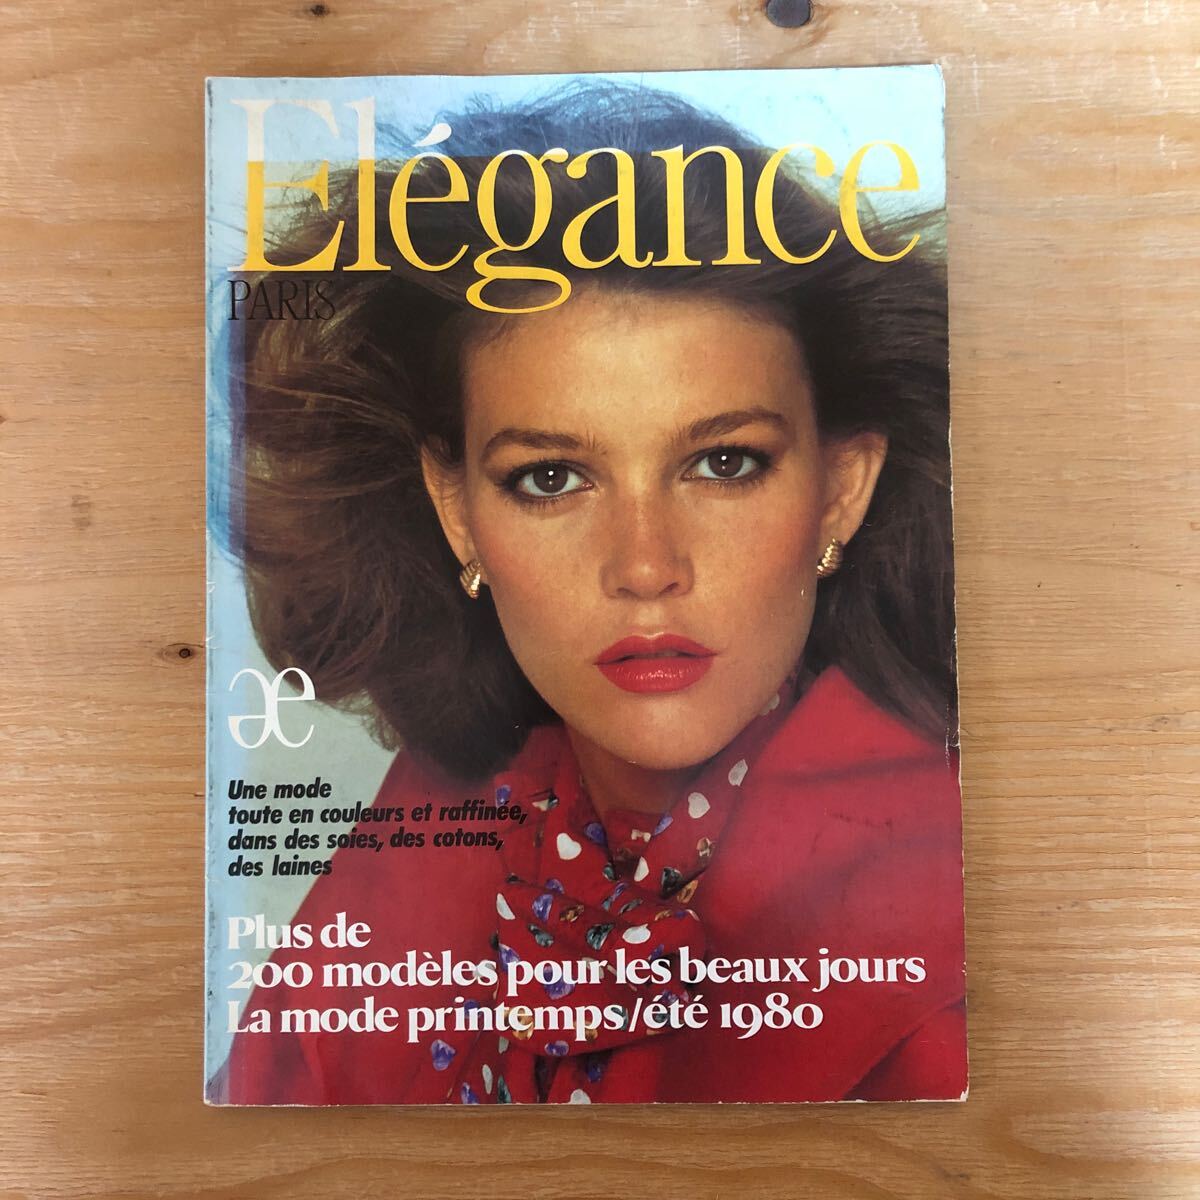 Elégance
PARIS
æ
Une mode
toute en couleurs et raffinée,
dans des soies, des cotons,
des laines
Plus de
200 modèles pour les beaux jours
La mode printemps/été 1980